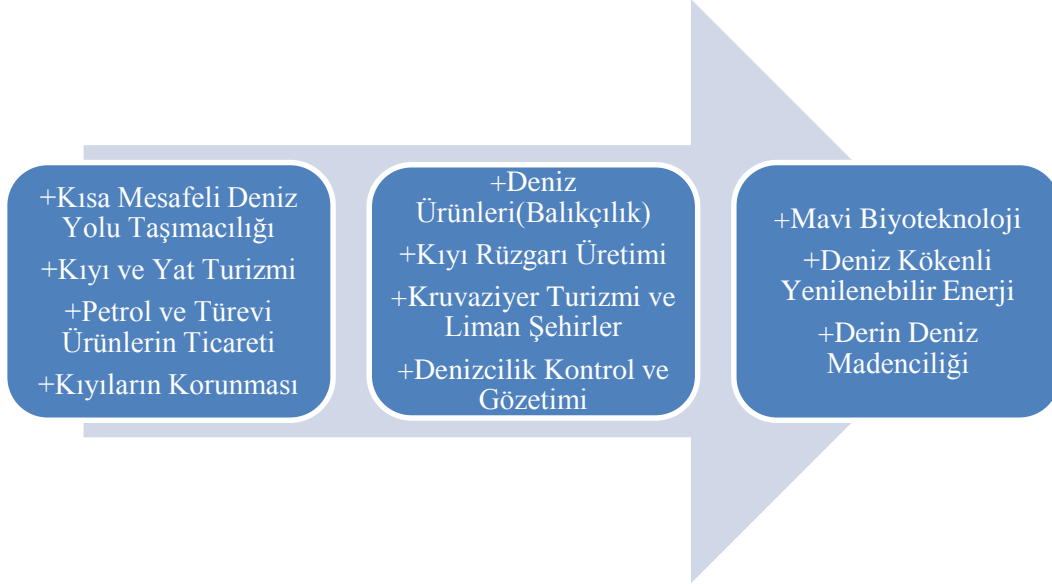 +Kısa Mesafeli Deniz
Yolu Taşımacılığı
+Kıyı ve Yat Turizmi
+Petrol ve Türevi
Ürünlerin Ticareti
+Kıyıların Korunması
+Deniz
Ürünleri(Balıkçılık)
+Kıyı Rüzgarı Üretimi
+Kruvaziyer Turizmi ve
Liman Şehirler
+Denizcilik Kontrol ve
Gözetimi
+Mavi Biyoteknoloji
+Deniz Kökenli
Yenilenebilir Enerji
+Derin Deniz
Madenciliği